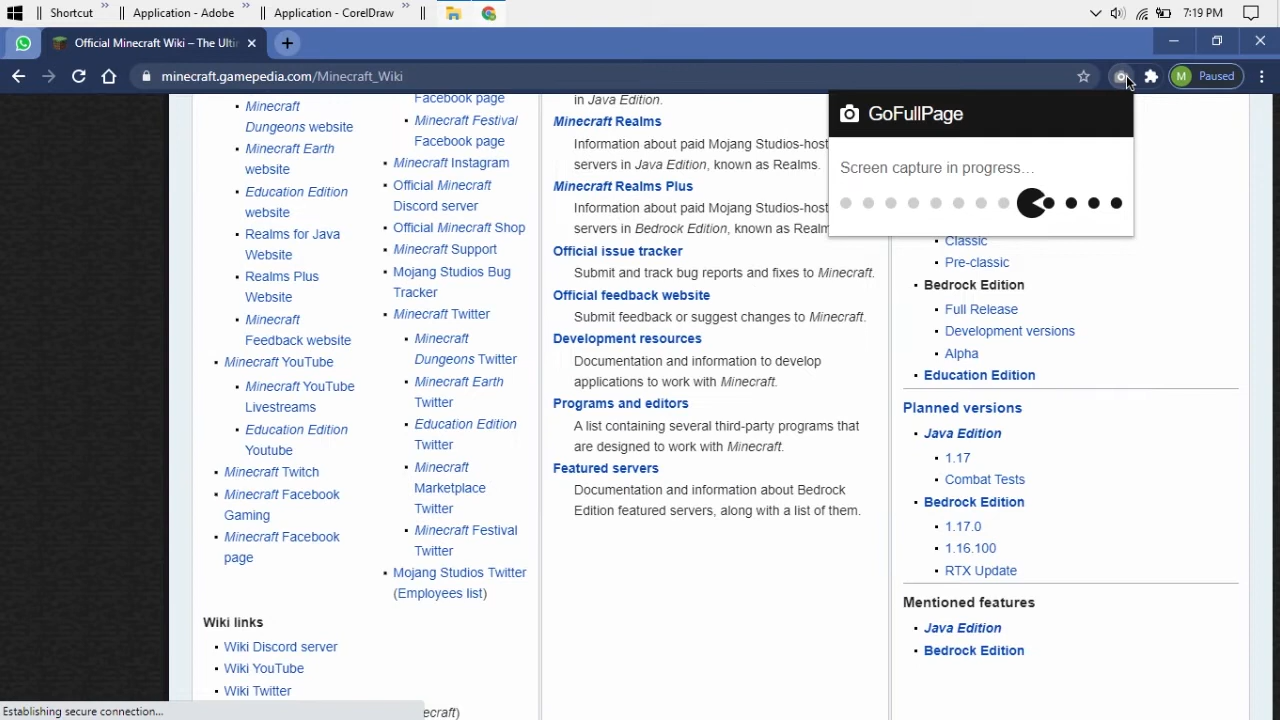 Shortcut
»
Application - Adobe
»
Application - CorelDraw
»
7:19 PM
Official Minecraft Wiki – The Ulti
minecraft.gamepedia.com/Minecraft_Wiki
M
Paused
GoFullPage
Screen capture in progress…
Minecraft
Dungeons website
Minecraft Earth
website
Education Edition
website
Realms for Java
Website
Realms Plus
Website
Minecraft
Feedback website
Minecraft YouTube
Minecraft YouTube
Livestreams
Education Edition
Youtube
Minecraft Twitch
Minecraft Facebook
Gaming
Minecraft Facebook
page
Wiki links
Wiki Discord server
Wiki YouTube
Wiki Twitter
Facebook page
Minecraft Festival
Facebook page
Minecraft Instagram
Official Minecraft
Discord server
Official Minecraft Shop
Minecraft Support
Mojang Studios Bug
Tracker
Minecraft Twitter
Minecraft
Dungeons Twitter
Minecraft Earth
Twitter
Education Edition
Twitter
Minecraft
Marketplace
Twitter
Minecraft Festival
Twitter
Mojang Studios Twitter
(Employees list)
ecraft)
in Java Edition.
Minecraft Realms
Information about paid Mojang Studios-host
servers in Java Edition, known as Realms.
Minecraft Realms Plus
Information about paid Mojang Studios-host
servers in Bedrock Edition, known as Realm
Official issue tracker
Submit and track bug reports and fixes to Minecraft.
Official feedback website
Submit feedback or suggest changes to Minecraft.
Development resources
Documentation and information to develop
applications to work with Minecraft.
Programs and editors
A list containing several third-party programs that
are designed to work with Minecraft.
Featured servers
Documentation and information about Bedrock
Edition featured servers, along with a list of them.
Classic
Pre-classic
Bedrock Edition
Full Release
Development versions
Alpha
Education Edition
Planned versions
Java Edition
1.17
Combat Tests
Bedrock Edition
1.17.0
1.16.100
RTX Update
Mentioned features
Java Edition
Bedrock Edition
Establishing secure connection...